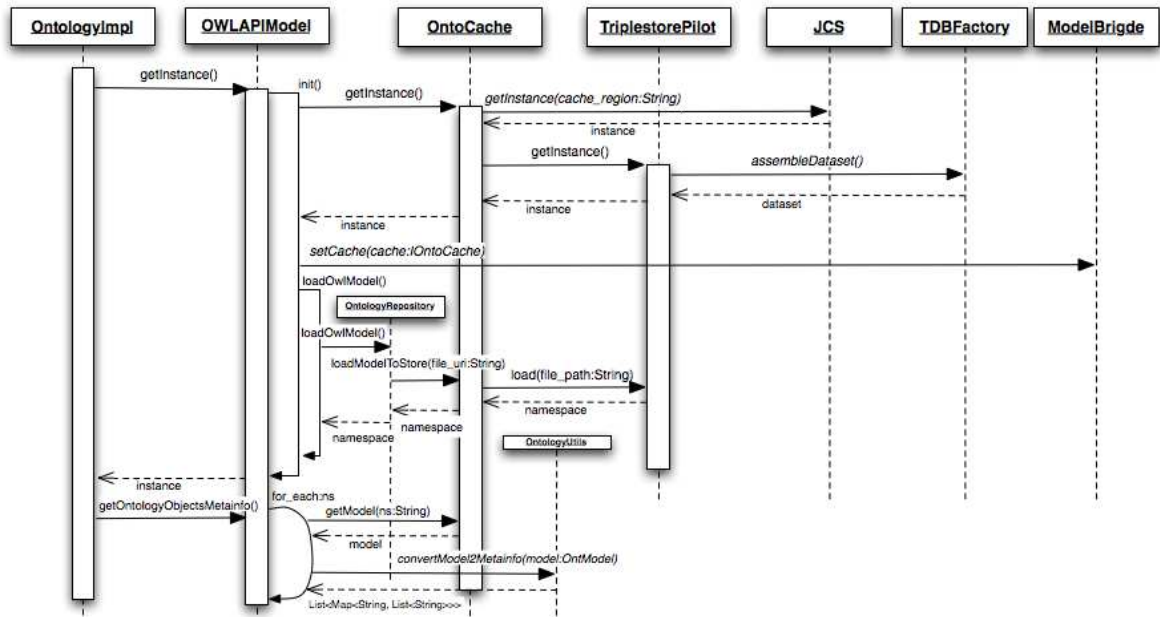 OntologyImpl
OWLAPIModel
OntoCache
TriplestorePilot
JCS
TDBFactory
ModelBrigde
getInstance()
init()
getInstance()
getInstance(cache_region:String)
instance
getInstance()
assembleDataset()
instance
dataset
instance
setCache(cache:IOntoCache)
loadOwlModel()
OntologyRepository
loadOwlModel()
loadModelToStore(file_uri:String)
load(file_path:String)
namespace
namespace
namespace
OntologyUtils
instance
for_each:ns
getOntologyObjectsMetainfo()
getModel(ns:String)
model
convertModel2Metainfo(model:OntModel)
List<Map<String, List<String>>>